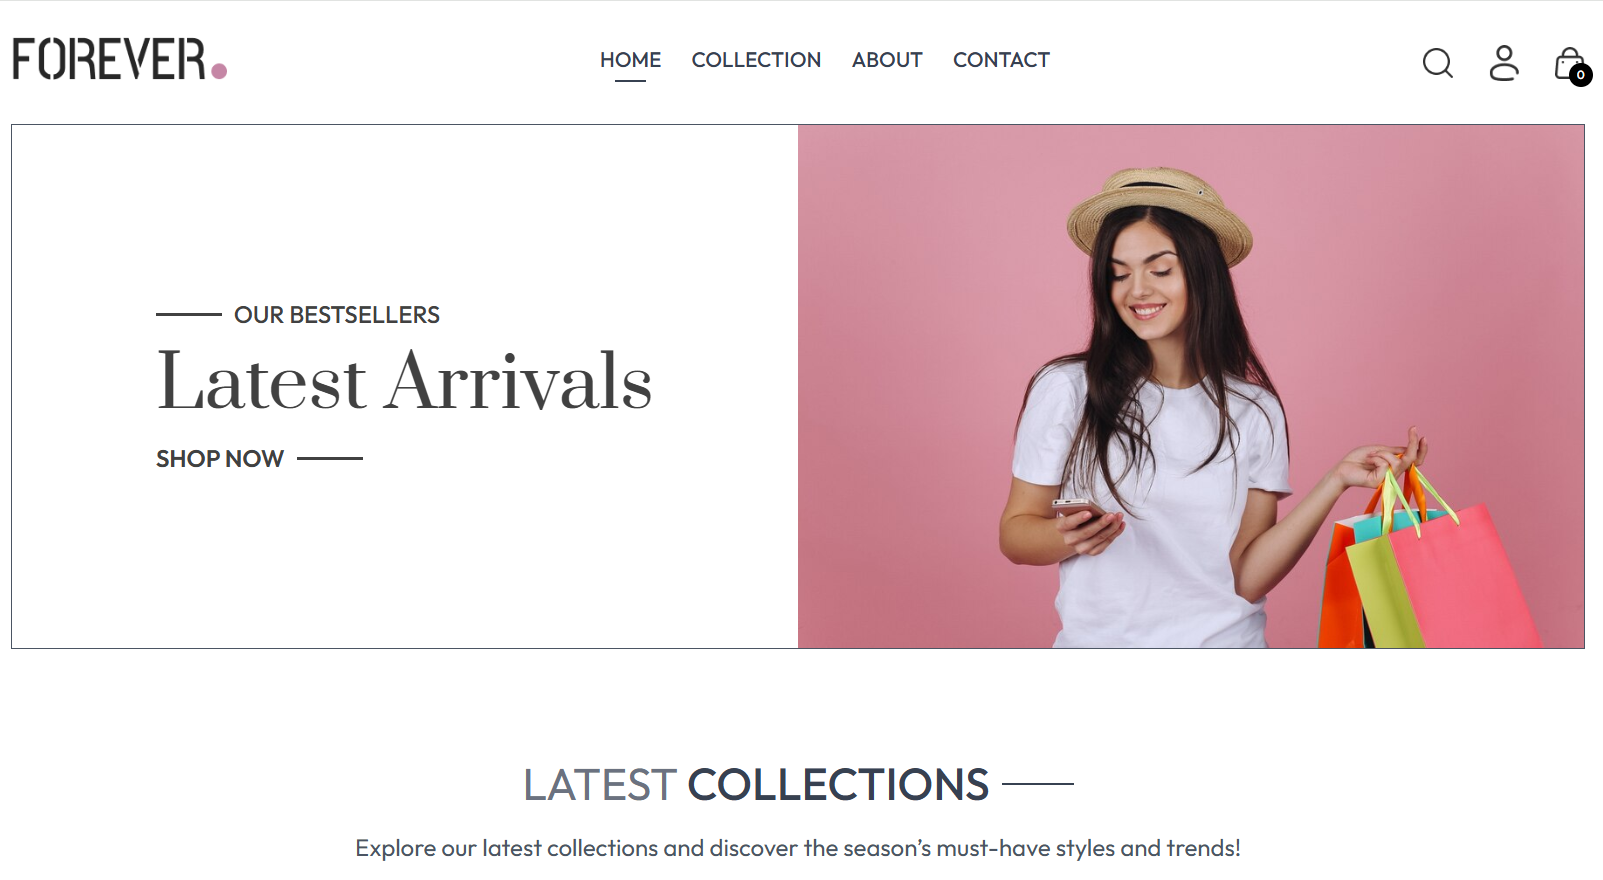 FOREVER.
HOME COLLECTION ABOUT CONTACT
0
OUR BESTSELLERS
Latest Arrivals
SHOP NOW
LATEST COLLECTIONS
Explore our latest collections and discover the season’s must-have styles and trends!